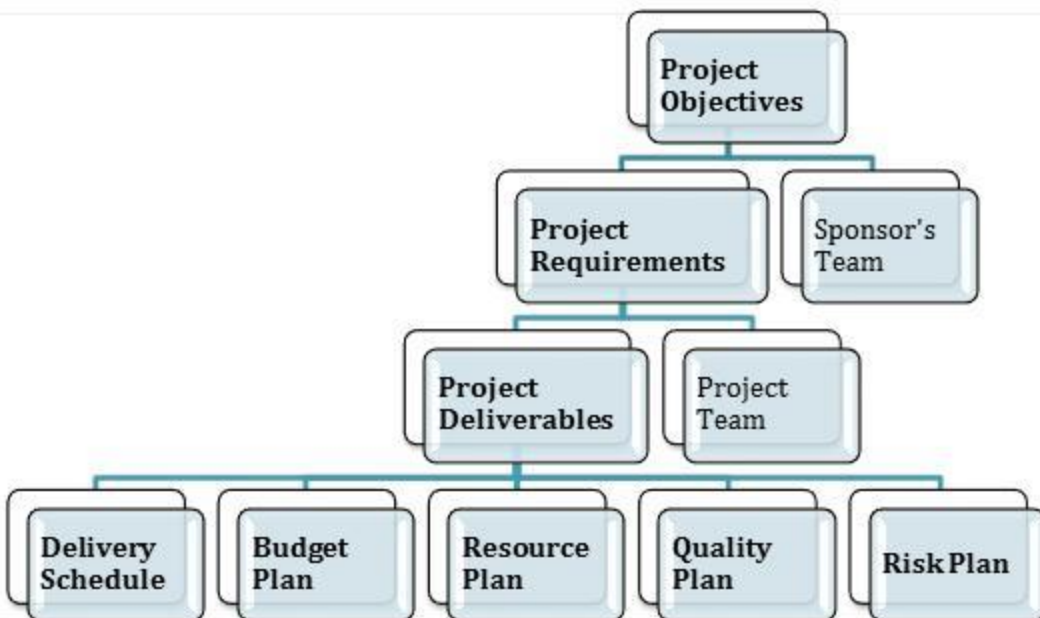 Project
Objectives
Project
Requirements
Sponsor's
Team
Project
Deliverables
Project
Team
Delivery
Schedule
Budget
Plan
Resource
Plan
Quality
Plan
Risk Plan